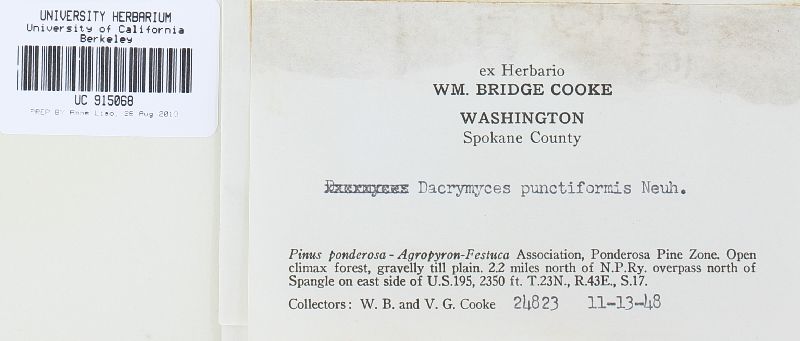 UNIVERSITY HERBARIUM
University of California
Berkeley
UC 915068
PREP BY Anne Liao, 26 Aug 2010
ex Herbario
WM. BRIDGE COOKE
WASHINGTON
Spokane County
Dacrymyces punctiformis Neuh.
Pinus ponderosa - Agropyron-Festuca Association, Ponderosa Pine Zone. Open
climax forest, gravelly till plain. 2.2 miles north of N.P.Ry. overpass north of
Spangle on east side of U.S.195, 2350 ft. T.23N., R.43E., S.17.
Collectors: W. B. and V. G. Cooke 24823 11-13-48